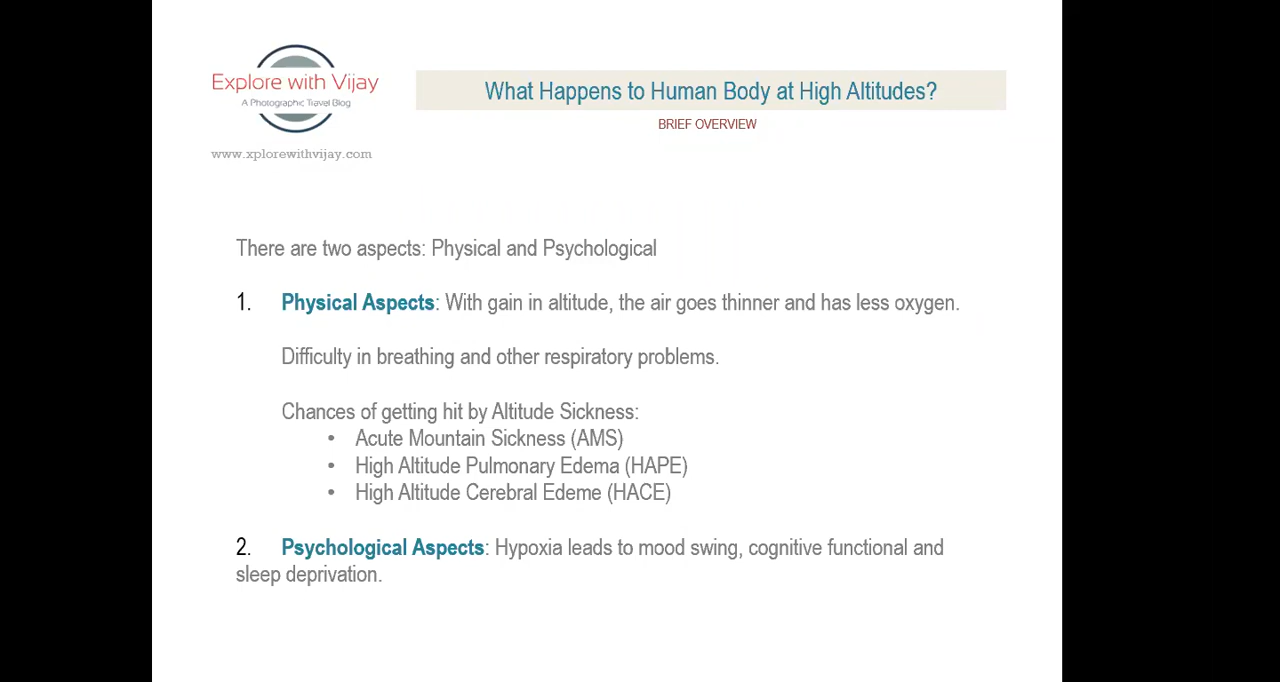 Explore with Vijay
A Photographic Travel Blog
www.xplorewithvijay.com
What Happens to Human Body at High Altitudes?
BRIEF OVERVIEW
There are two aspects: Physical and Psychological
1. Physical Aspects: With gain in altitude, the air goes thinner and has less oxygen.
Difficulty in breathing and other respiratory problems.
Chances of getting hit by Altitude Sickness:
• Acute Mountain Sickness (AMS)
• High Altitude Pulmonary Edema (HAPE)
• High Altitude Cerebral Edeme (HACE)
2. Psychological Aspects: Hypoxia leads to mood swing, cognitive functional and
sleep deprivation.